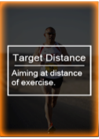 Target Distance
Aiming at distance
of exercise.